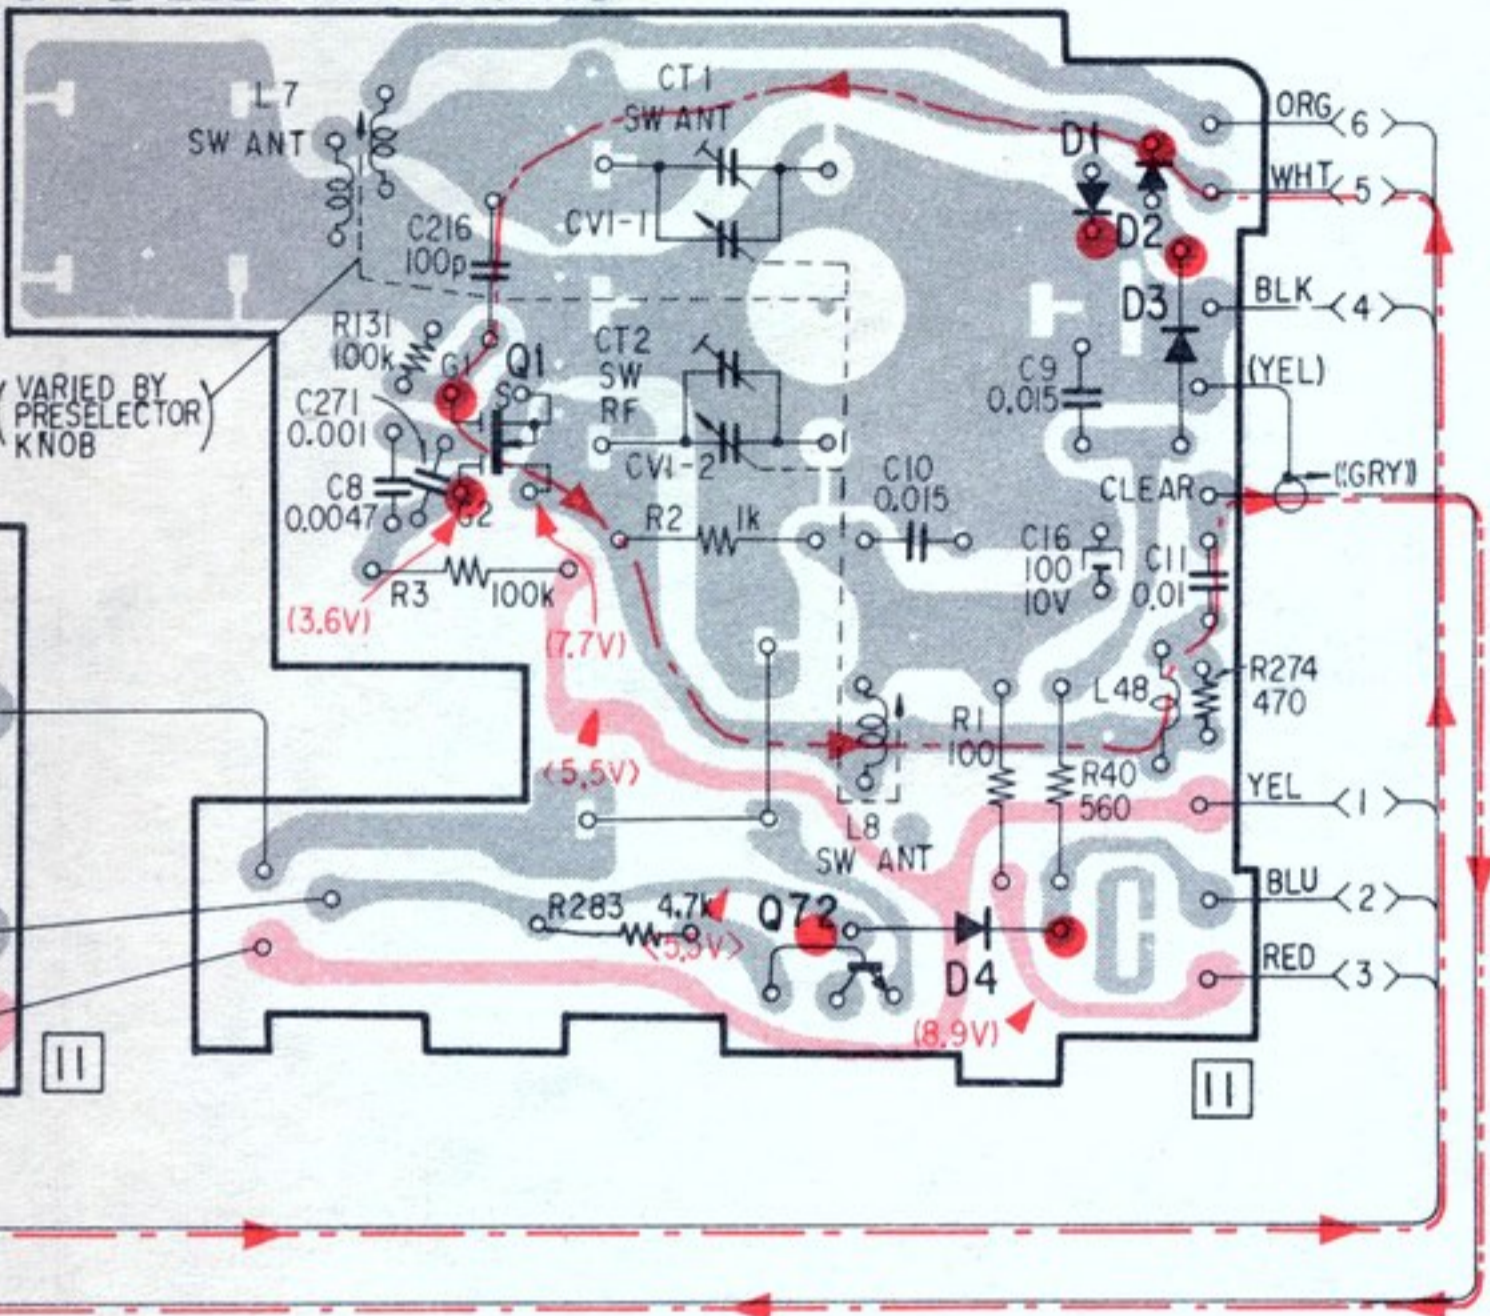 L7
SW ANT
CT1
SW ANT
D1
ORG
6
WHT
5
C216
100p
CV1-1
D2
D3
BLK
4
R131
100k
G1
Q1
S
CT2
SW
RF
C9
0.015
(YEL)
(VARIED BY
PRESELECTOR
KNOB)
C271
0.001
CV1-2
C10
0.015
CLEAR
((GRY))
C8
0.0047
G2
R2
1k
C16
100
10V
C11
0.01
R3
100k
(3.6V)
(7.7V)
L48
R274
470
R1
100
<5.5V>
R40
560
YEL
1
L8
SW ANT
BLU
2
R283
4.7k
Q72
<5.3V>
D4
RED
3
(8.9V)
11
11